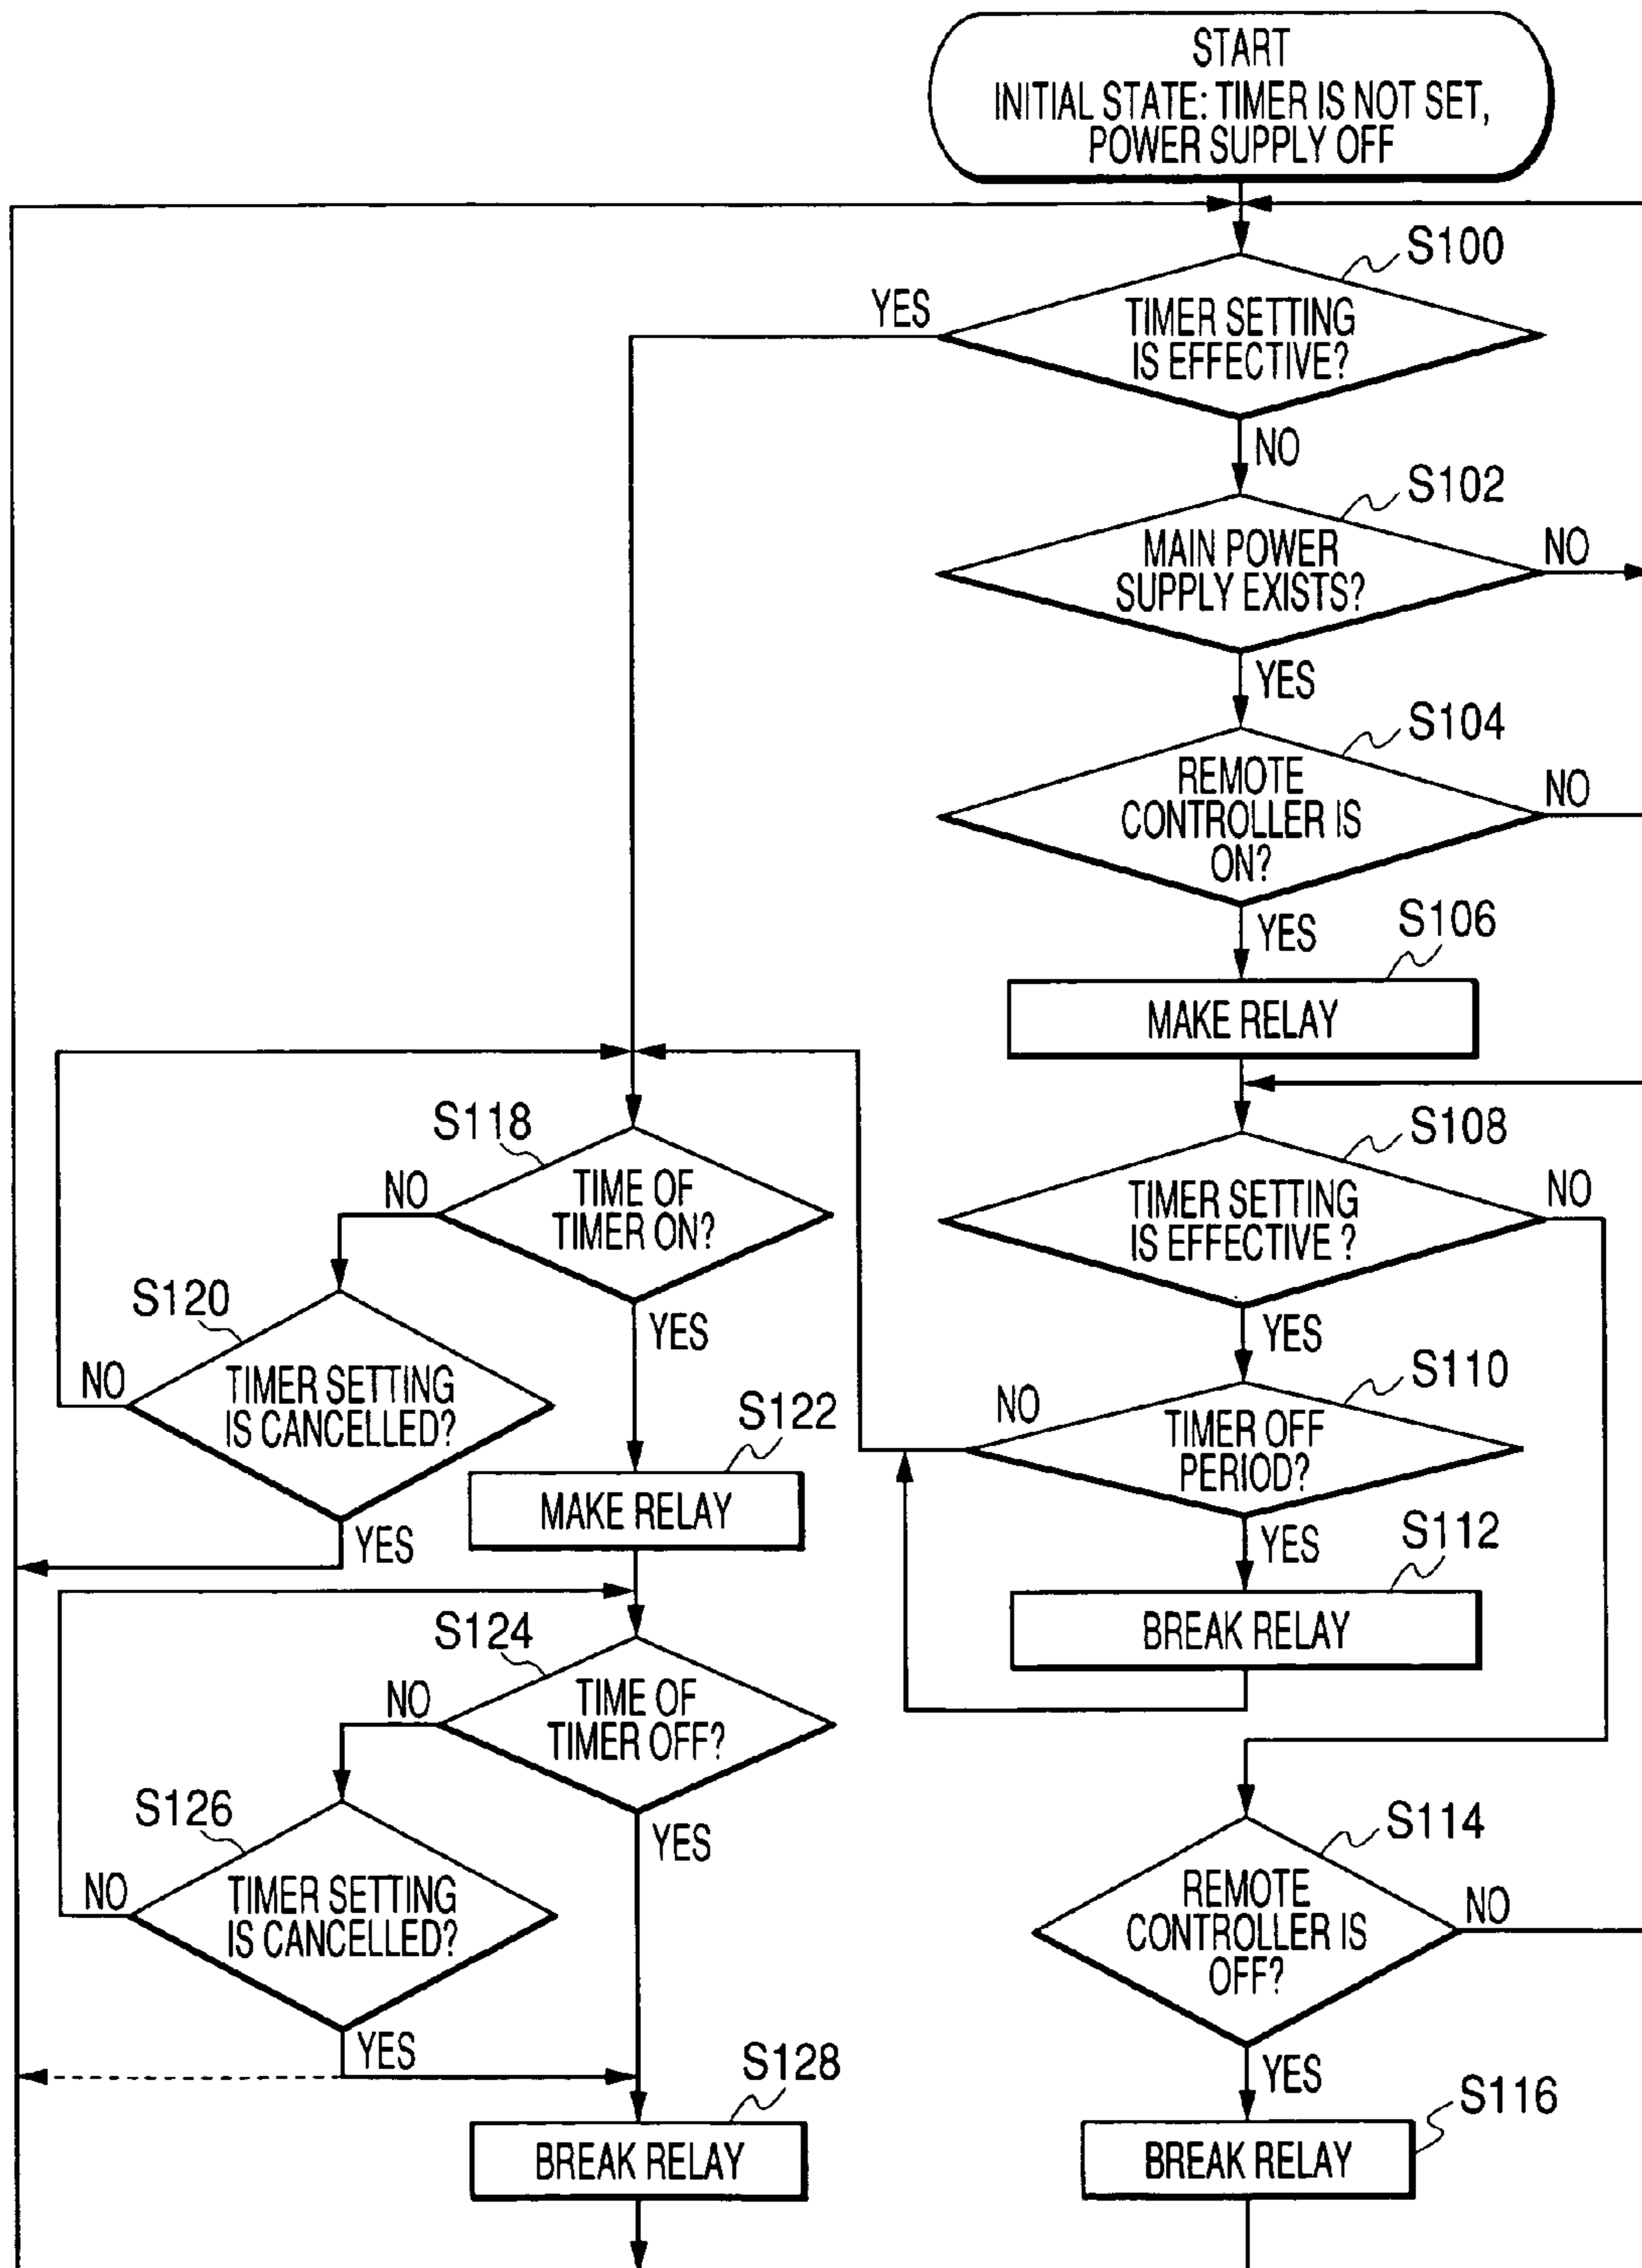 START
INITIAL STATE: TIMER IS NOT SET,
POWER SUPPLY OFF
S100
YES
TIMER SETTING
IS EFFECTIVE?
NO
S102
MAIN POWER
SUPPLY EXISTS?
NO
YES
S104
REMOTE
CONTROLLER IS
ON?
NO
YES
S106
MAKE RELAY
S108
TIMER SETTING
IS EFFECTIVE ?
NO
YES
S110
NO
TIMER OFF
PERIOD?
YES
S112
BREAK RELAY
S114
REMOTE
CONTROLLER IS
OFF?
NO
YES
S116
BREAK RELAY
S118
NO
TIME OF
TIMER ON?
YES
S120
NO
TIMER SETTING
IS CANCELLED?
YES
S122
MAKE RELAY
S124
NO
TIME OF
TIMER OFF?
YES
S126
NO
TIMER SETTING
IS CANCELLED?
YES
S128
BREAK RELAY